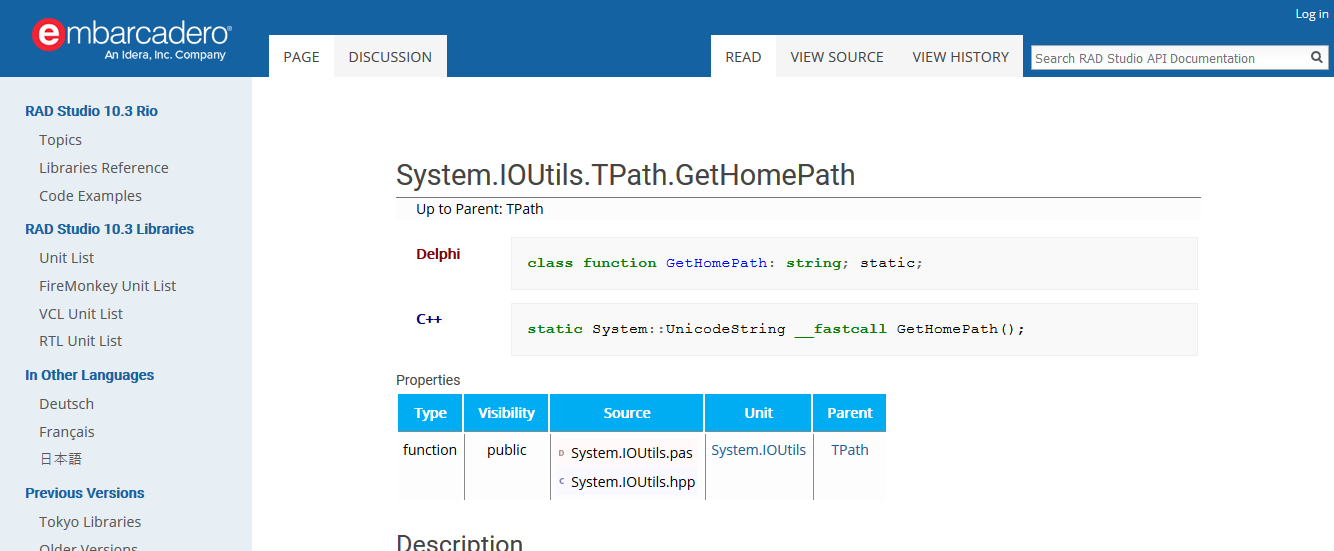 Log in
embarcadero®
An Idera, Inc. Company
PAGE DISCUSSION READ VIEW SOURCE VIEW HISTORY Search RAD Studio API Documentation
RAD Studio 10.3 Rio
Topics
Libraries Reference
Code Examples
RAD Studio 10.3 Libraries
Unit List
FireMonkey Unit List
VCL Unit List
RTL Unit List
In Other Languages
Deutsch
Français
日本語
Previous Versions
Tokyo Libraries
Older Versions
System.IOUtils.TPath.GetHomePath
Up to Parent: TPath
Delphi
class function GetHomePath: string; static;
C++
static System::UnicodeString __fastcall GetHomePath();
Properties
Type Visibility Source Unit Parent
function public D System.IOUtils.pas System.IOUtils TPath
C System.IOUtils.hpp
Description